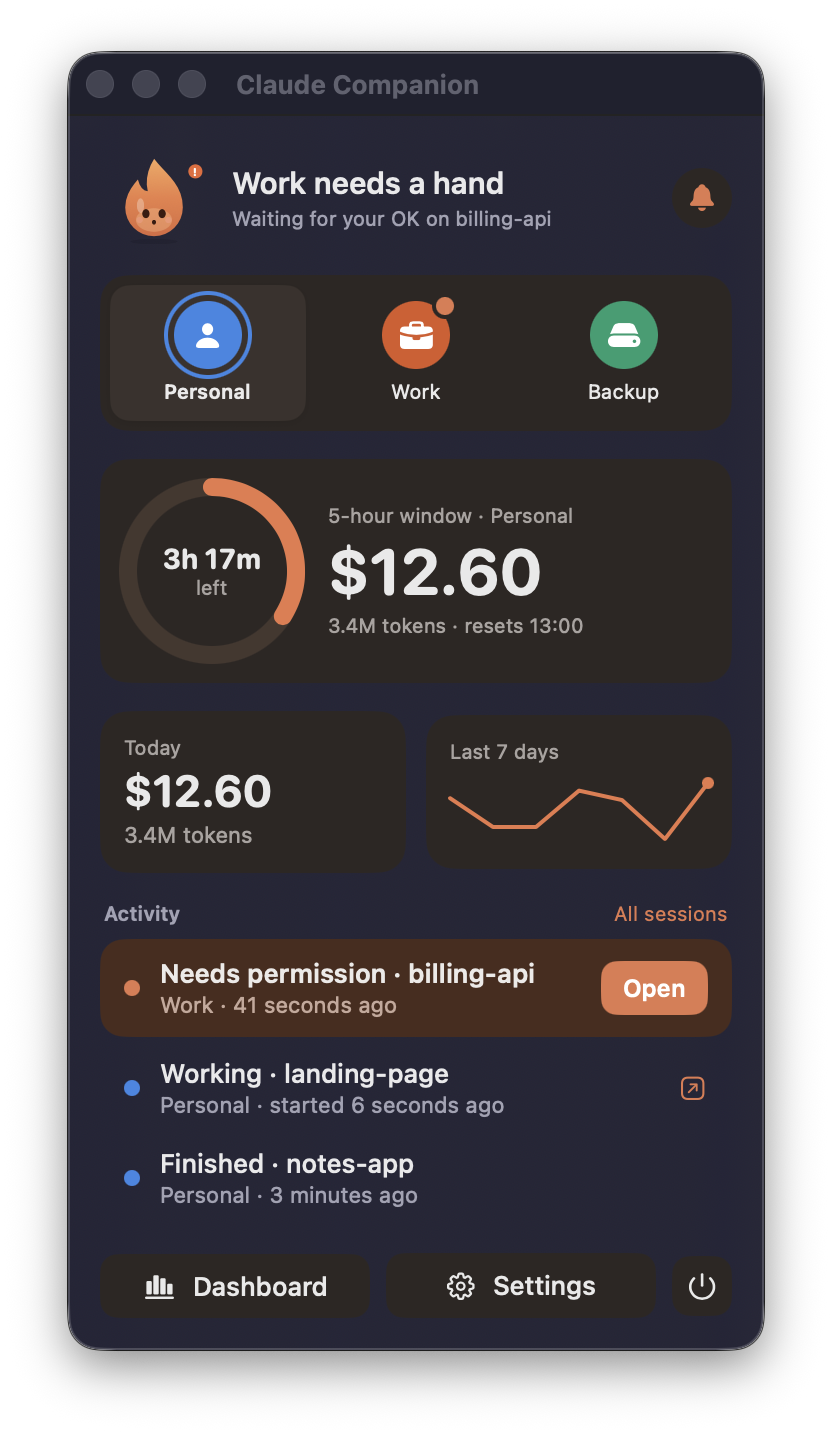 Claude Companion
!
Work needs a hand
Waiting for your OK on billing-api
Personal
Work
Backup
3h 17m
left
5-hour window · Personal
$12.60
3.4M tokens · resets 13:00
Today
$12.60
3.4M tokens
Last 7 days
Activity
All sessions
Needs permission · billing-api
Work · 41 seconds ago
Open
Working · landing-page
Personal · started 6 seconds ago
Finished · notes-app
Personal · 3 minutes ago
Dashboard
Settings